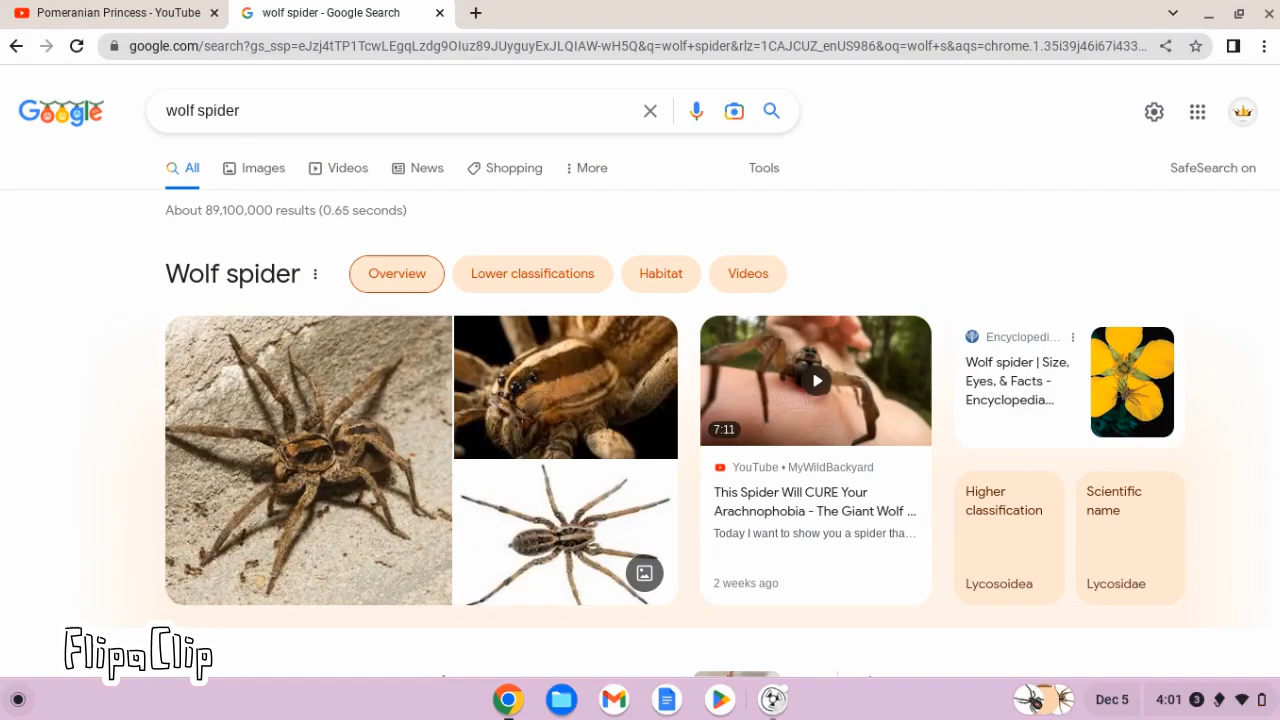 Pomeranian Princess - YouTube
wolf spider - Google Search
google.com/search?gs_ssp=eJzj4tTP1TcwLEgqLzdg9OIuz89JUyguyExJLQIAW-wH5Q&q=wolf+spider&rlz=1CAJCUZ_enUS986&oq=wolf+s&aqs=chrome.1.35i39j46i67i433...
Google
wolf spider
All
Images
Videos
News
Shopping
More
Tools
SafeSearch on
About 89,100,000 results (0.65 seconds)
Wolf spider
Overview
Lower classifications
Habitat
Videos
7:11
YouTube • MyWildBackyard
This Spider Will CURE Your
Arachnophobia - The Giant Wolf ...
Today I want to show you a spider tha...
2 weeks ago
Encyclopedi...
Wolf spider | Size,
Eyes, & Facts -
Encyclopedia...
Higher
classification
Lycosoidea
Scientific
name
Lycosidae
FlipaClip
Dec 5
4:01
3